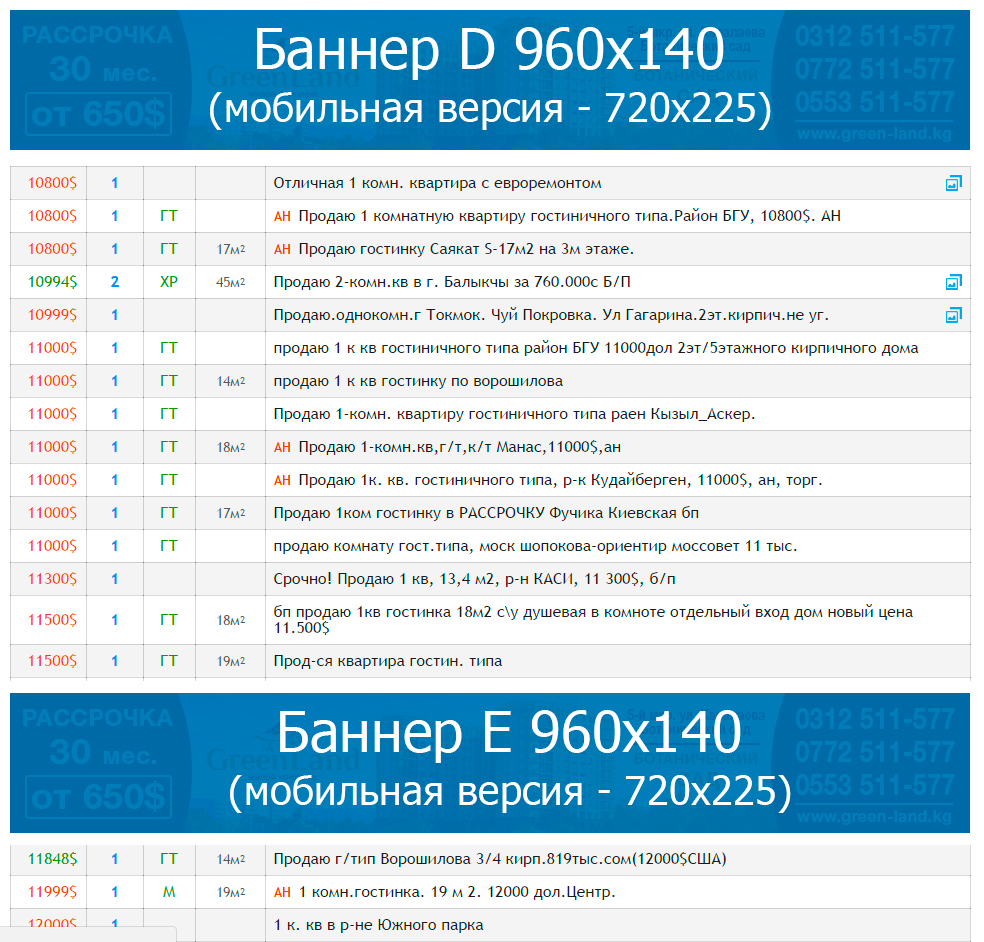 РАССРОЧКА
30 мес.
от 650$
GreenLand
БОТАНИЧЕСКИЙ
0312 511-577
0772 511-577
0553 511-577
www.green-land.kg
Баннер D 960x140
(мобильная версия - 720x225)
10800$ 1 Отличная 1 комн. квартира с евроремонтом
10800$ 1 ГТ АН Продаю 1 комнатную квартиру гостиничного типа.Район БГУ, 10800$. АН
10800$ 1 ГТ 17м2 АН Продаю гостинку Саякат S-17м2 на 3м этаже.
10994$ 2 ХР 45м2 Продаю 2-комн.кв в г. Балыкчы за 760.000с Б/П
10999$ 1 Продаю.однокомн.г Токмок. Чуй Покровка. Ул Гагарина.2эт.кирпич.не уг.
11000$ 1 ГТ продаю 1 к кв гостиничного типа район БГУ 11000дол 2эт/5этажного кирпичного дома
11000$ 1 ГТ 14м2 продаю 1 к кв гостинку по ворошилова
11000$ 1 ГТ Продаю 1-комн. квартиру гостиничного типа раен Кызыл_Аскер.
11000$ 1 ГТ 18м2 АН Продаю 1-комн.кв,г/т,к/т Манас,11000$,ан
11000$ 1 ГТ АН Продаю 1к. кв. гостиничного типа, р-к Кудайберген, 11000$, ан, торг.
11000$ 1 ГТ 17м2 Продаю 1ком гостинку в РАССРОЧКУ Фучика Киевская бп
11000$ 1 ГТ продаю комнату гост.типа, моск шопокова-ориентир моссовет 11 тыс.
11300$ 1 Срочно! Продаю 1 кв, 13,4 м2, р-н КАСИ, 11 300$, б/п
11500$ 1 ГТ 18м2 бп продаю 1кв гостинка 18м2 с\у душевая в комноте отдельный вход дом новый цена
11.500$
11500$ 1 ГТ 19м2 Прод-ся квартира гостин. типа
РАССРОЧКА
30 мес.
от 650$
GreenLand
БОТАНИЧЕСКИЙ
0312 511-577
0772 511-577
0553 511-577
www.green-land.kg
Баннер E 960x140
(мобильная версия - 720x225)
11848$ 1 ГТ 14м2 Продаю г/тип Ворошилова 3/4 кирп.819тыс.сом(12000$США)
11999$ 1 М 19м2 АН 1 комн.гостинка. 19 м 2. 12000 дол.Центр.
12000$ 1 1 к. кв в р-не Южного парка